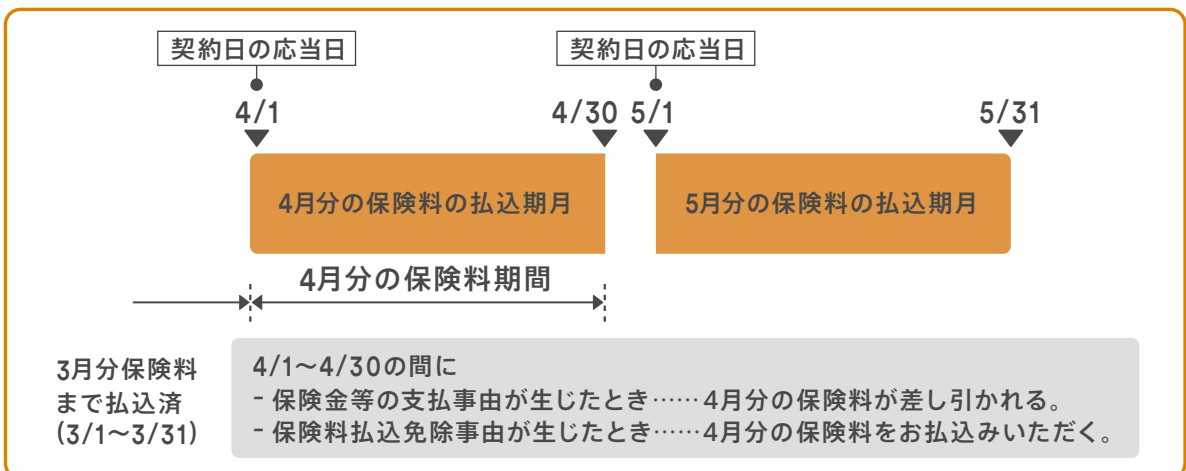 契約日の応当日 契約日の応当日
4/1 4/30 5/1 5/31
4月分の保険料の払込期月 5月分の保険料の払込期月
4月分の保険料期間
3月分保険料
まで払込済
(3/1〜3/31)
4/1〜4/30の間に
- 保険金等の支払事由が生じたとき……4月分の保険料が差し引かれる。
- 保険料払込免除事由が生じたとき……4月分の保険料をお払込みいただく。